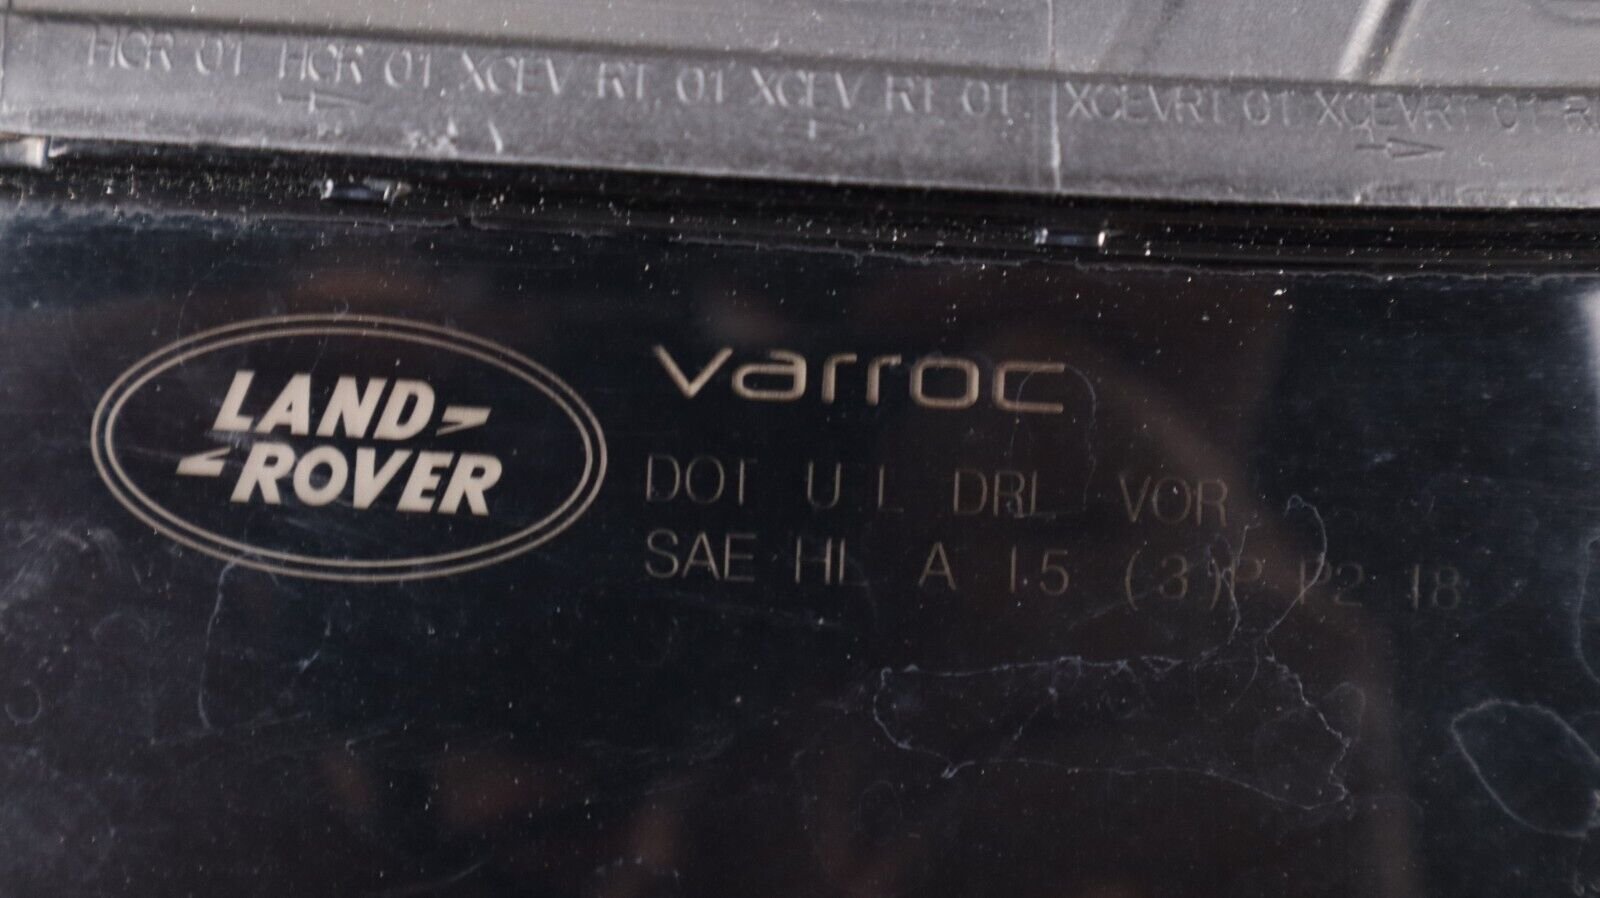 HCR 01 HCR 01 XCEV RT 01 XCEV RT 01 XCEVRT 01 XCEVRT 01
LAND
ROVER
varroc
DOT U L DRL VOR
SAE HL A I5 (3)P P2 18